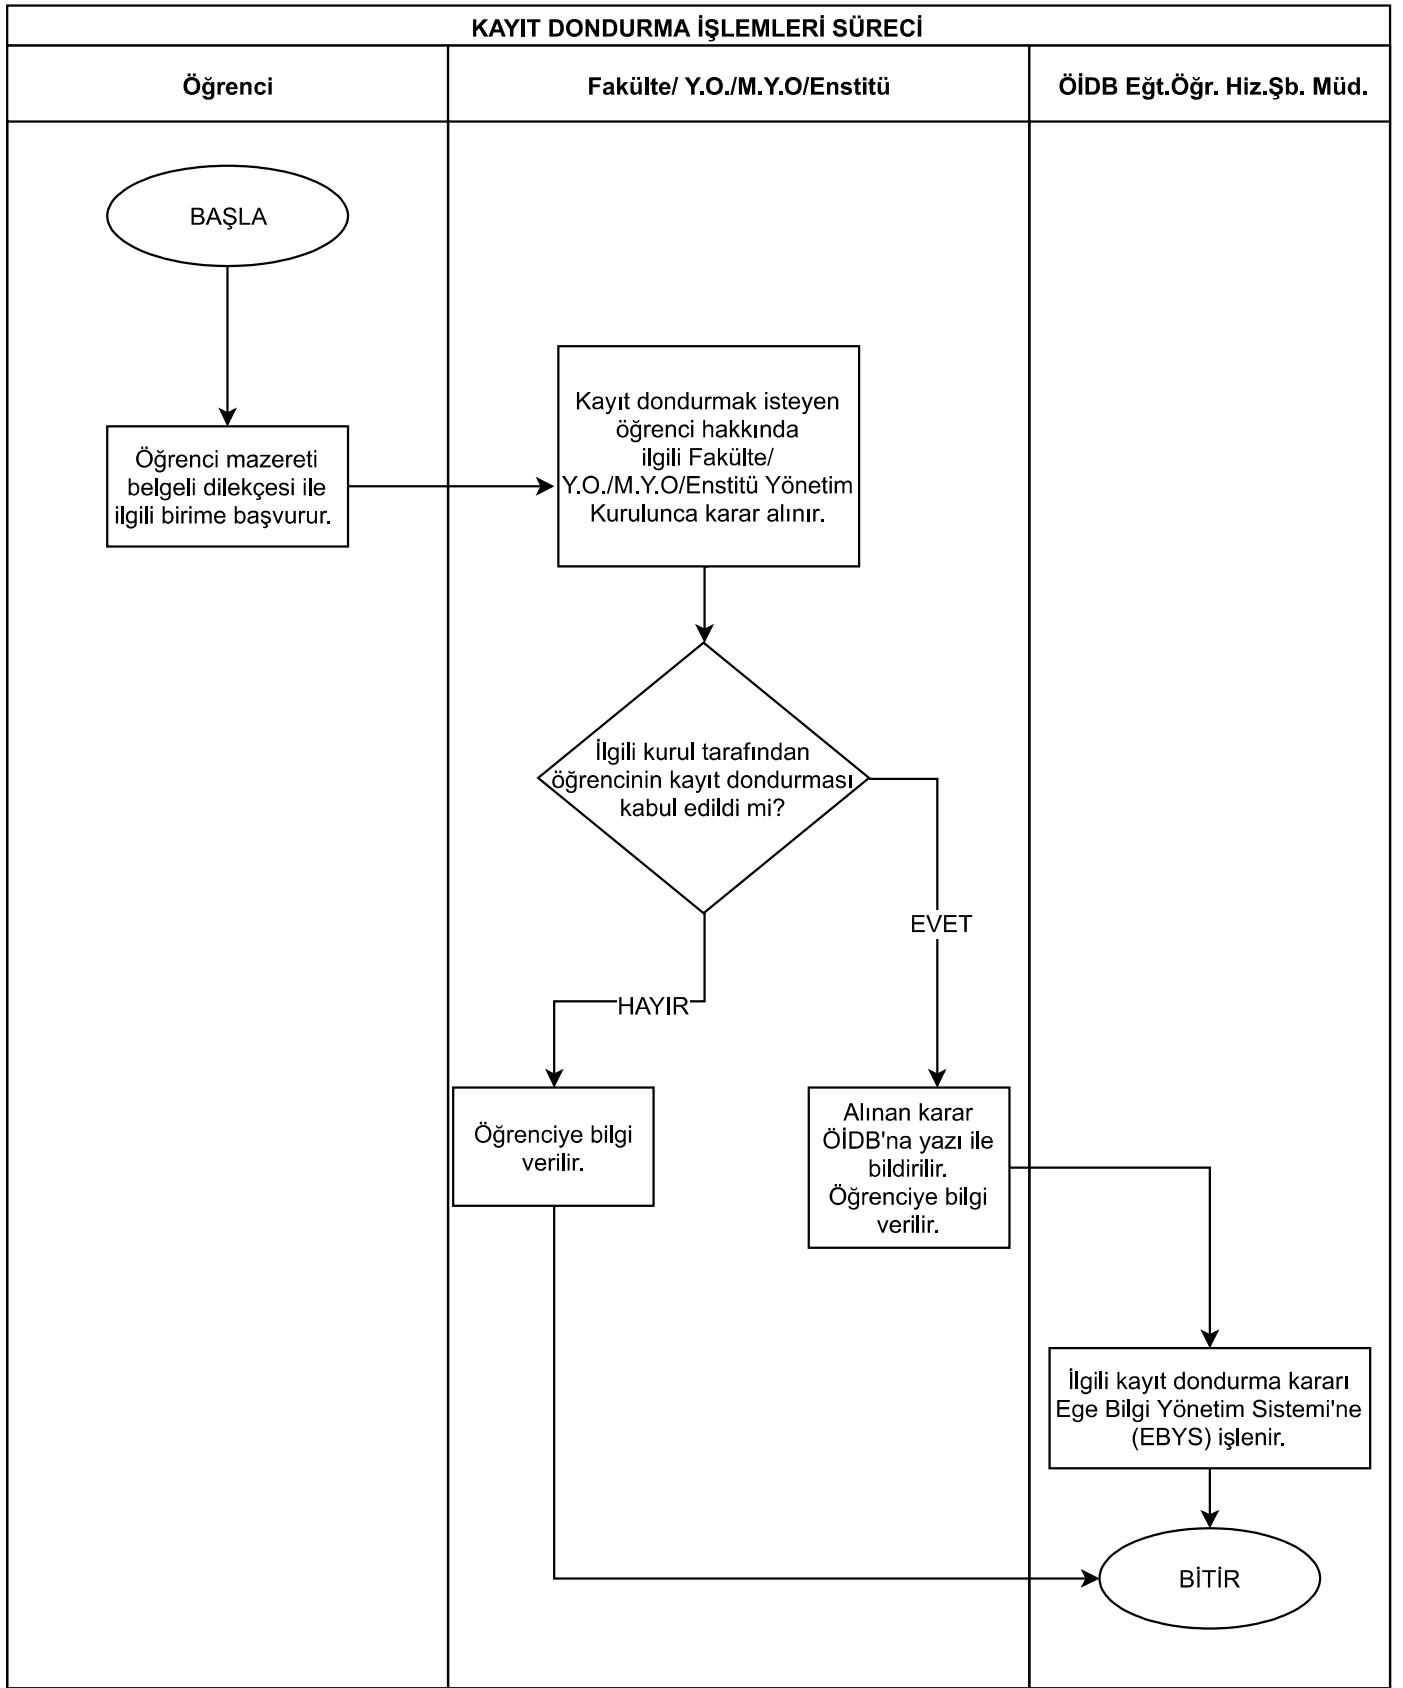 KAYIT DONDURMA İŞLEMLERİ SÜRECİ
Öğrenci
Fakülte/ Y.O./M.Y.O/Enstitü
ÖİDB Eğt.Öğr. Hiz.Şb. Müd.
BAŞLA
Öğrenci mazereti
belgeli dilekçesi ile
ilgili birime başvurur.
Kayıt dondurmak isteyen
öğrenci hakkında
ilgili Fakülte/
Y.O./M.Y.O/Enstitü Yönetim
Kurulunca karar alınır.
İlgili kurul tarafından
öğrencinin kayıt dondurması
kabul edildi mi?
EVET
HAYIR
Öğrenciye bilgi
verilir.
Alınan karar
ÖİDB'na yazı ile
bildirilir.
Öğrenciye bilgi
verilir.
İlgili kayıt dondurma kararı
Ege Bilgi Yönetim Sistemi'ne
(EBYS) işlenir.
BİTİR